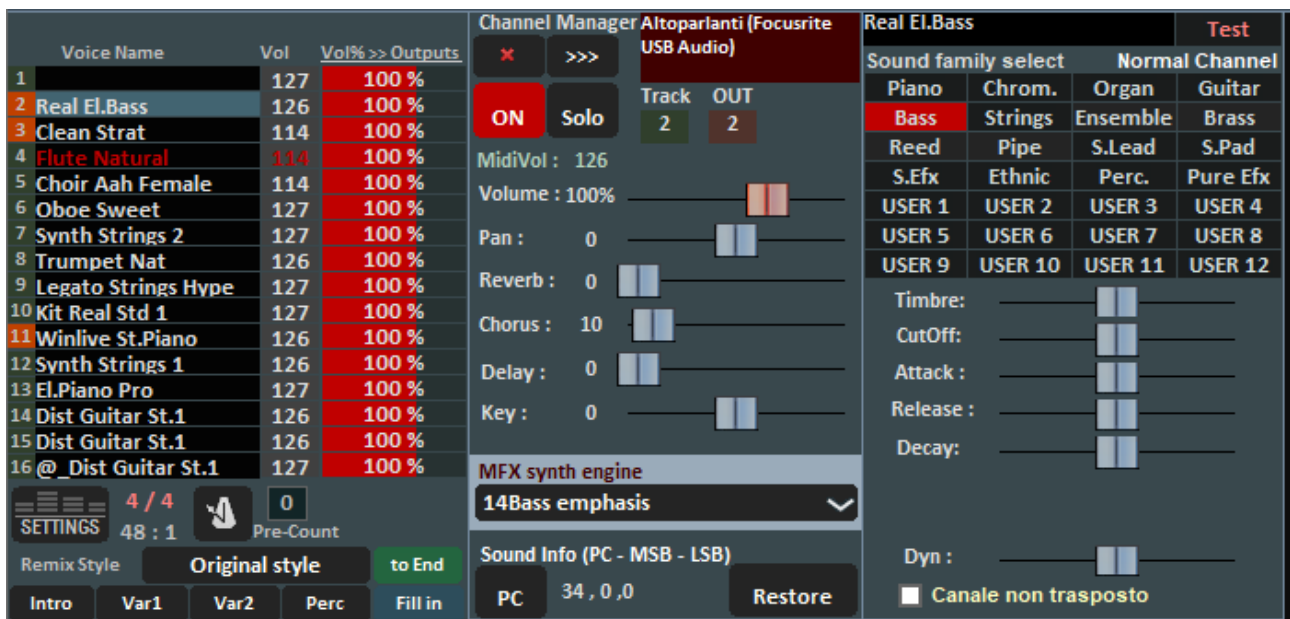 Voice Name Vol Vol% >> Outputs
1 127 100 %
2 Real El.Bass 126 100 %
3 Clean Strat 114 100 %
4 Flute Natural 114 100 %
5 Choir Aah Female 114 100 %
6 Oboe Sweet 127 100 %
7 Synth Strings 2 127 100 %
8 Trumpet Nat 126 100 %
9 Legato Strings Hype 127 100 %
10 Kit Real Std 1 127 100 %
11 Winlive St.Piano 126 100 %
12 Synth Strings 1 126 100 %
13 El.Piano Pro 127 100 %
14 Dist Guitar St.1 126 100 %
15 Dist Guitar St.1 126 100 %
16 @_Dist Guitar St.1 127 100 %
SETTINGS 4 / 4 0
48 : 1 Pre-Count
Remix Style Original style to End
Intro Var1 Var2 Perc Fill in
Channel Manager Altoparlanti (Focusrite
USB Audio)
>>>
Track OUT
ON Solo 2 2
MidiVol : 126
Volume : 100%
Pan : 0
Reverb : 0
Chorus : 10
Delay : 0
Key : 0
MFX synth engine
14Bass emphasis
Sound Info (PC - MSB - LSB)
PC 34 , 0 ,0 Restore
Real El.Bass Test
Sound family select Normal Channel
Piano Chrom. Organ Guitar
Bass Strings Ensemble Brass
Reed Pipe S.Lead S.Pad
S.Efx Ethnic Perc. Pure Efx
USER 1 USER 2 USER 3 USER 4
USER 5 USER 6 USER 7 USER 8
USER 9 USER 10 USER 11 USER 12
Timbre:
CutOff:
Attack :
Release :
Decay:
Dyn :
Canale non trasposto